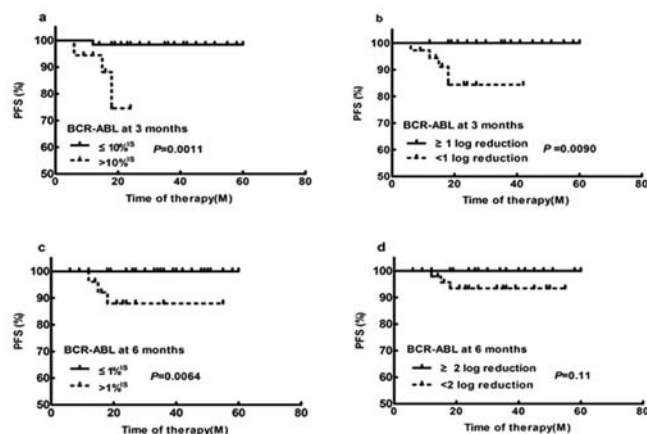 a
100
90
80
70
60
50
PFS (%)
BCR-ABL at 3 months
≤ 10%IS
>10%IS
P=0.0011
0 20 40 60 80
Time of therapy(M)
b
100
90
80
70
60
50
PFS (%)
BCR-ABL at 3 months
≥ 1 log reduction
<1 log reduction
P =0.0090
0 20 40 60 80
Time of therapy(M)
c
100
90
80
70
60
50
PFS (%)
BCR-ABL at 6 months
≤1%IS
>1%IS
P=0.0064
0 20 40 60 80
Time of therapy(M)
d
100
90
80
70
60
50
PFS (%)
BCR-ABL at 6 months
≥ 2 log reduction
<2 log reduction
P=0.11
0 20 40 60 80
Time of therapy(M)